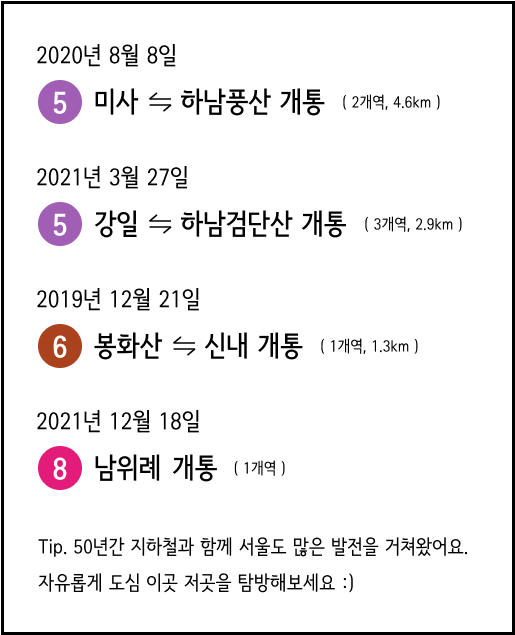 2020년 8월 8일
5 미사 ⇋ 하남풍산 개통 ( 2개역, 4.6km )
2021년 3월 27일
5 강일 ⇋ 하남검단산 개통 ( 3개역, 2.9km )
2019년 12월 21일
6 봉화산 ⇋ 신내 개통 ( 1개역, 1.3km )
2021년 12월 18일
8 남위례 개통 ( 1개역 )
Tip. 50년간 지하철과 함께 서울도 많은 발전을 거쳐왔어요.
자유롭게 도심 이곳 저곳을 탐방해보세요 :)